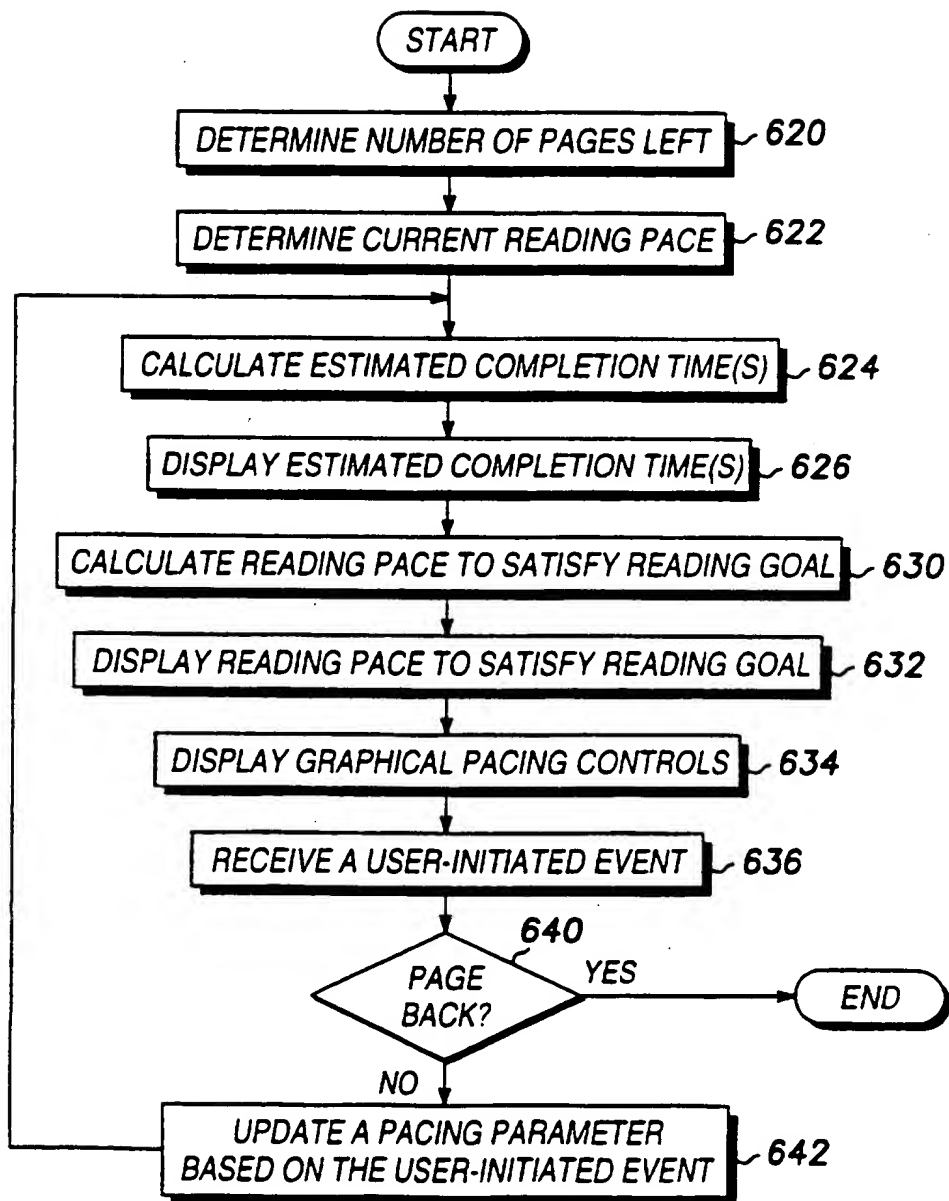 START
DETERMINE NUMBER OF PAGES LEFT 620
DETERMINE CURRENT READING PACE 622
CALCULATE ESTIMATED COMPLETION TIME(S) 624
DISPLAY ESTIMATED COMPLETION TIME(S) 626
CALCULATE READING PACE TO SATISFY READING GOAL 630
DISPLAY READING PACE TO SATISFY READING GOAL 632
DISPLAY GRAPHICAL PACING CONTROLS 634
RECEIVE A USER-INITIATED EVENT 636
640
PAGE
BACK?
YES
END
NO
UPDATE A PACING PARAMETER
BASED ON THE USER-INITIATED EVENT 642